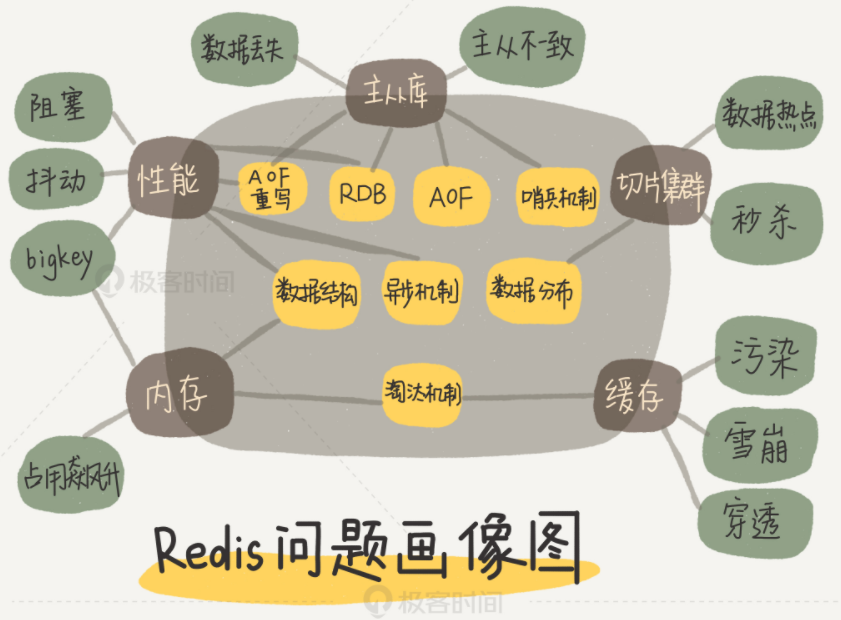 数据丢失
主从不一致
阻塞
主从库
数据热点
抖动
性能
AOF
重写
RDB
AOF
哨兵机制
切片集群
秒杀
bigkey
极客时间
数据结构
异步机制
数据分布
污染
内存
淘汰机制
缓存
雪崩
占用飙升
穿透
Redis问题画像图
极客时间